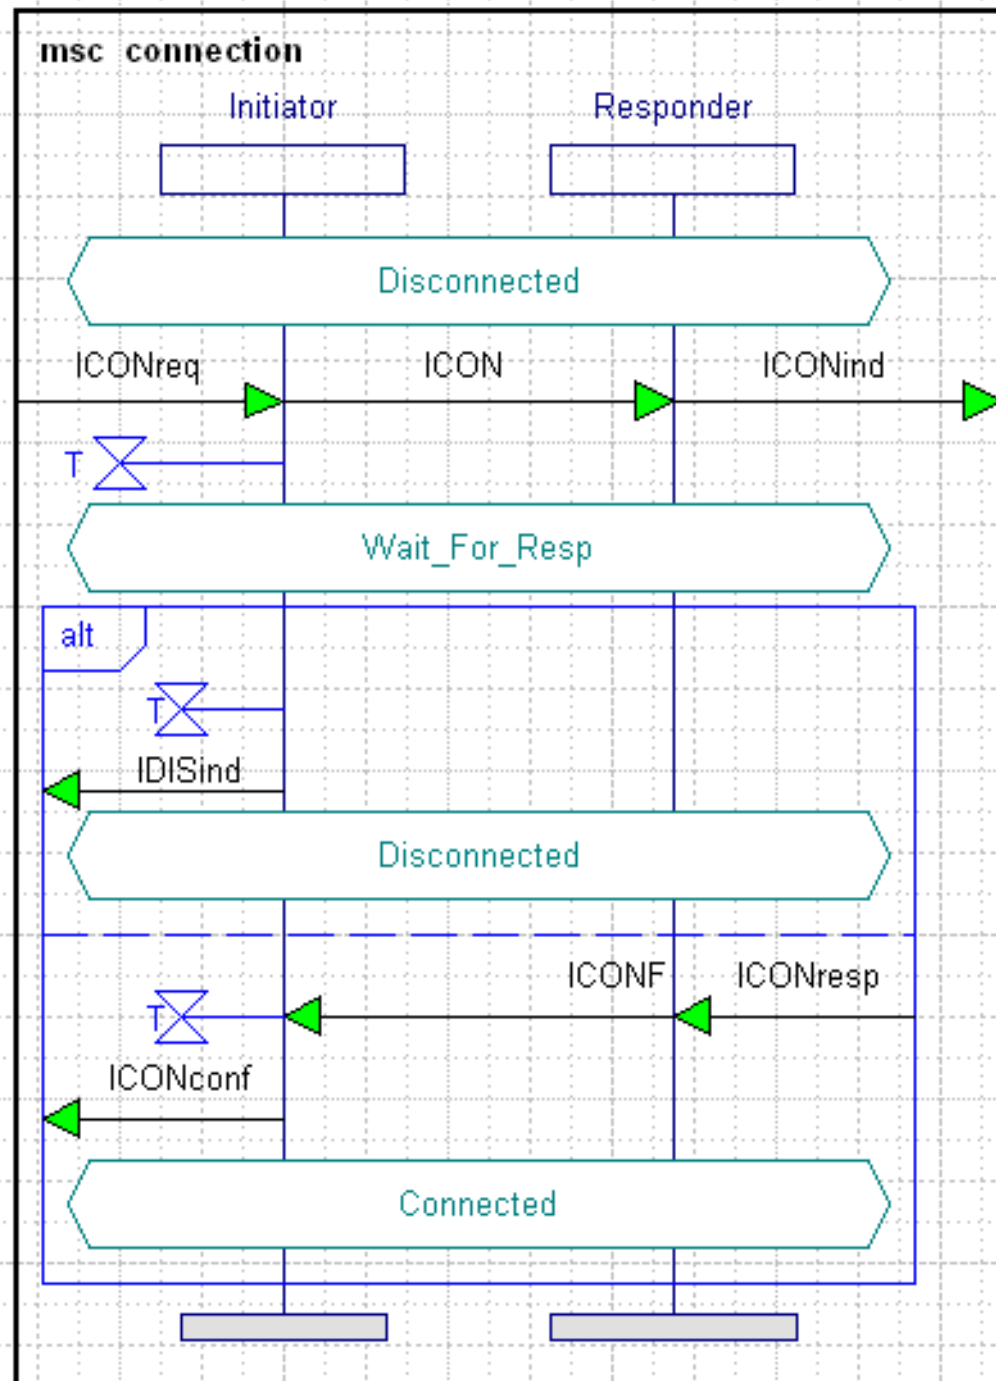 msc connection
Initiator Responder
Disconnected
ICONreq ICON ICONind
T
Wait_For_Resp
alt
T
IDISind
Disconnected
ICONF ICONresp
T
ICONconf
Connected